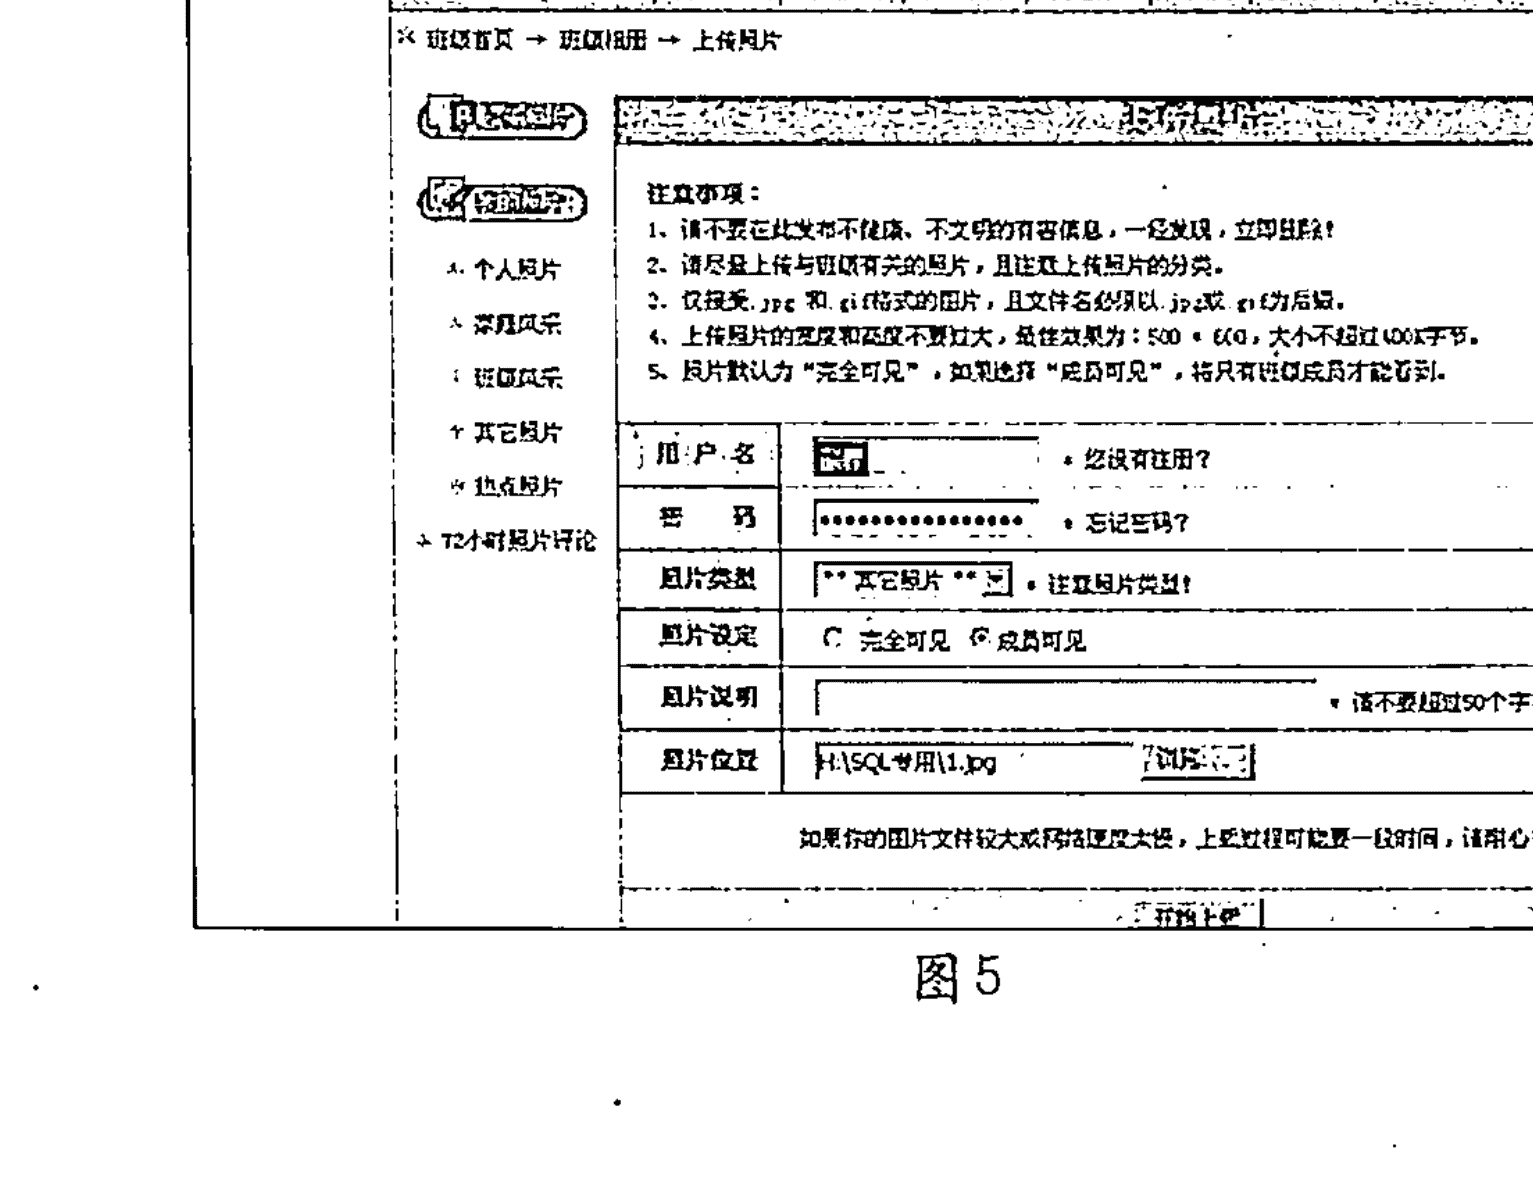 班级首页 → 班级相册 → 上传照片
注意事项：
1、请不要在此发布不健康、不文明的有害信息，一经发现，立即删除！
2、请尽量上传与班级有关的照片，且注意上传照片的分类。
3、仅接受.jpg 和.gif格式的图片，且文件名必须以.jpg或.gif为后缀。
4、上传照片的宽度和高度不要过大，最佳效果为：500 * 600，大小不超过400K字节。
5、照片默认为“完全可见”，如果选择“成员可见”，将只有班级成员才能看到。
个人照片
家庭风采
班级风采
其它照片
热点照片
72小时照片评论
用户名 * 您没有注册？
密 码 •••••••••••••••• * 忘记密码？
照片类型 ** 其它照片 ** * 注意照片类型！
照片设定 完全可见 成员可见
照片说明 * 请不要超过50个字
照片位置 H:\SQL专用\1.jpg
如果你的图片文件较大或网络速度太慢，上传过程可能要一段时间，请耐心
开始上传
图 5